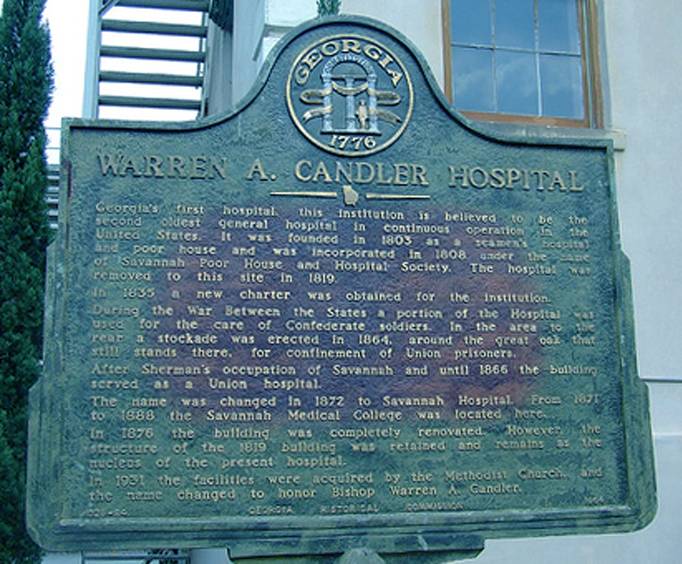 GEORGIA
1776
WARREN A. CANDLER HOSPITAL
Georgia's first hospital, this institution is believed to be the
second oldest general hospital in continuous operation in the
United States. It was founded in 1803 as a seamen's hospital
and poor house and was incorporated in 1808 under the name
of Savannah Poor House and Hospital Society. The hospital was
removed to this site in 1819.
In 1835 a new charter was obtained for the institution.
During the War Between the States a portion of the Hospital was
used for the care of Confederate soldiers. In the area to the
rear a stockade was erected in 1864, around the great oak that
still stands there, for confinement of Union prisoners.
After Sherman's occupation of Savannah and until 1866 the building
served as a Union hospital.
The name was changed in 1872 to Savannah Hospital. From 1871
to 1888 the Savannah Medical College was located here.
In 1876 the building was completely renovated. However, the
structure of the 1819 building was retained and remains as the
nucleus of the present hospital.
In 1931 the facilities were acquired by the Methodist Church, and
the name changed to honor Bishop Warren A. Candler.
GEORGIA HISTORICAL COMMISSION